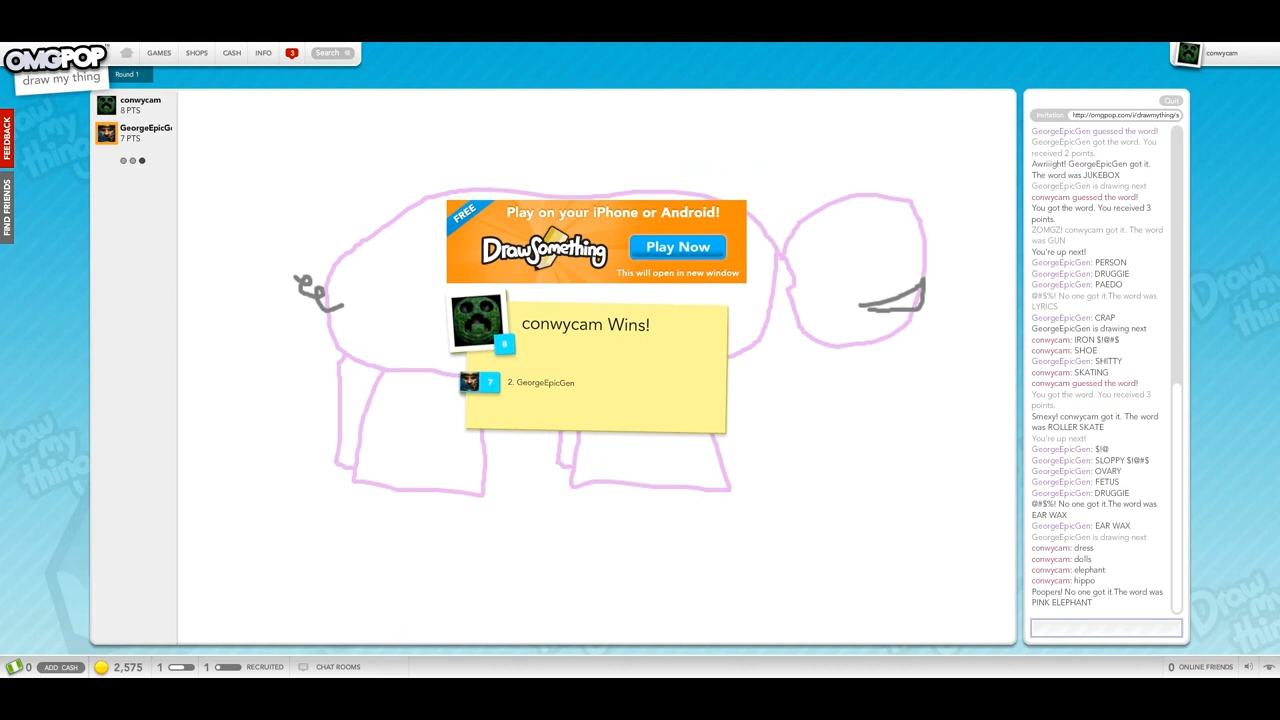 OMGPOP
GAMES SHOPS CASH INFO 3 Search
conwycam
draw my thing
Round 1
FEEDBACK
FIND FRIENDS
conwycam
8 PTS
GeorgeEpicGe
7 PTS
FREE
Play on your iPhone or Android!
DrawSomething
Play Now
This will open in new window
conwycam Wins!
8
7 2. GeorgeEpicGen
Quit
Invitation http://omgpop.com/i/drawmything/s
GeorgeEpicGen guessed the word!
GeorgeEpicGen got the word. You
received 2 points.
Awriiight! GeorgeEpicGen got it.
The word was JUKEBOX
GeorgeEpicGen is drawing next
conwycam guessed the word!
You got the word. You received 3
points.
ZOMGZ! conwycam got it. The word
was GUN
You're up next!
GeorgeEpicGen: PERSON
GeorgeEpicGen: DRUGGIE
GeorgeEpicGen: PAEDO
@#$%! No one got it.The word was
LYRICS
GeorgeEpicGen: CRAP
GeorgeEpicGen is drawing next
conwycam: IRON $!@#$
conwycam: SHOE
GeorgeEpicGen: SHITTY
conwycam: SKATING
conwycam guessed the word!
You got the word. You received 3
points.
Smexy! conwycam got it. The word
was ROLLER SKATE
You're up next!
GeorgeEpicGen: $!@
GeorgeEpicGen: SLOPPY $!@#$
GeorgeEpicGen: OVARY
GeorgeEpicGen: FETUS
GeorgeEpicGen: DRUGGIE
@#$%! No one got it.The word was
EAR WAX
GeorgeEpicGen: EAR WAX
GeorgeEpicGen is drawing next
conwycam: dress
conwycam: dolls
conwycam: elephant
conwycam: hippo
Poopers! No one got it.The word was
PINK ELEPHANT
0 ADD CASH 2,575 1 1 RECRUITED CHAT ROOMS 0 ONLINE FRIENDS